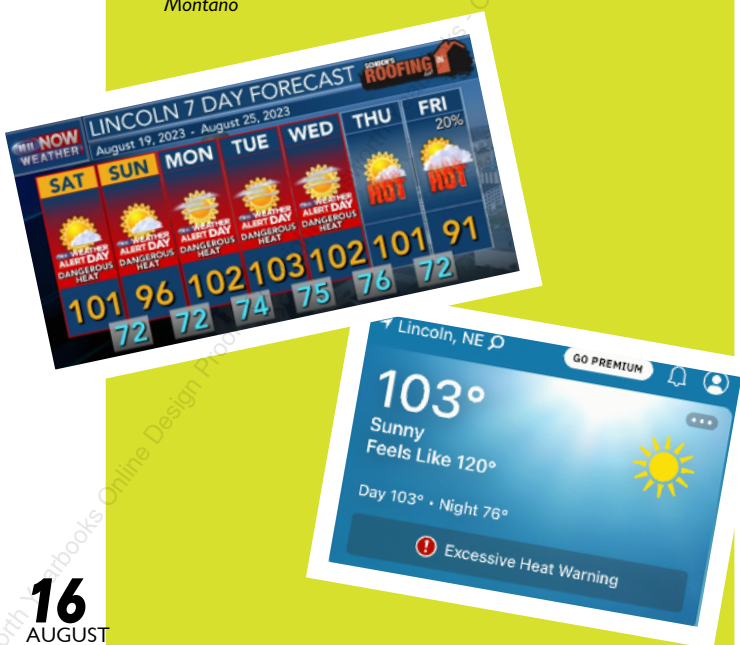 Montano
LINCOLN 7 DAY FORECAST
August 19, 2023 - August 25, 2023
NOW
WEATHER
ROOFING
SAT SUN MON TUE WED THU FRI
20%
WEATHER ALERT DAY WEATHER ALERT DAY WEATHER ALERT DAY WEATHER ALERT DAY WEATHER ALERT DAY HOT HOT
DANGEROUS HEAT DANGEROUS HEAT DANGEROUS HEAT DANGEROUS HEAT DANGEROUS HEAT
101 96 102 103 102 101 91
72 72 74 75 76 72
Lincoln, NE
GO PREMIUM
103°
Sunny
Feels Like 120°
Day 103° • Night 76°
Excessive Heat Warning
16
AUGUST
Online Design Proo